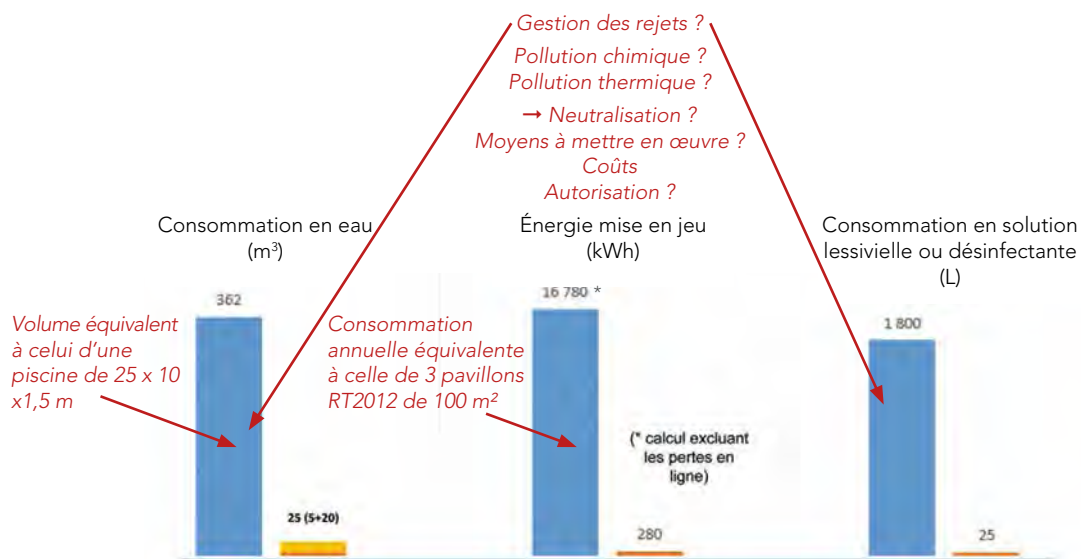 Gestion des rejets ?
Pollution chimique ?
Pollution thermique ?
→ Neutralisation ?
Moyens à mettre en œuvre ?
Coûts
Autorisation ?
Consommation en eau
(m³)
362
Volume équivalent
à celui d’une
piscine de 25 x 10
x1,5 m
25 (5+20)
Énergie mise en jeu
(kWh)
16 780 *
Consommation
annuelle équivalente
à celle de 3 pavillons
RT2012 de 100 m²
(* calcul excluant
les pertes en
ligne)
280
Consommation en solution
lessivielle ou désinfectante
(L)
1 800
25